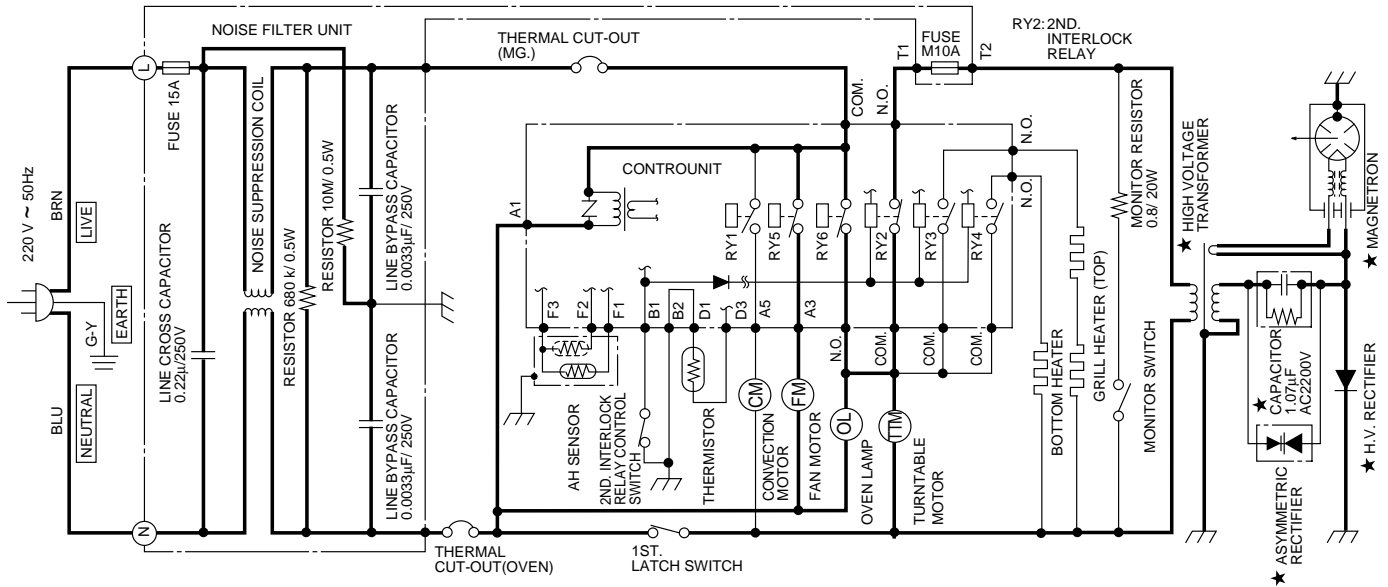 220 V ~ 50Hz
BRN
LIVE
BLU
NEUTRAL
G-Y
EARTH
L
N
FUSE 15A
NOISE FILTER UNIT
LINE CROSS CAPACITOR
0.22µ/250V
NOISE SUPPRESSION COIL
RESISTOR 680 k/ 0.5W
RESISTOR 10M/ 0.5W
LINE BYPASS CAPACITOR
0.0033µF/ 250V
LINE BYPASS CAPACITOR
0.0033µF/ 250V
THERMAL CUT-OUT
(MG.)
THERMAL
CUT-OUT(OVEN)
1ST.
LATCH SWITCH
A1
CONTROUNIT
F3
F2
F1
B1
B2
D1
D3
A5
A3
N.O.
COM.
COM.
COM.
AH SENSOR
2ND. INTERLOCK
RELAY CONTROL
SWITCH
THERMISTOR
CM
CONVECTION
MOTOR
FM
FAN MOTOR
OL
OVEN LAMP
TTM
TURNTABLE
MOTOR
RY1
RY5
RY6
RY2
RY3
RY4
COM.
N.O.
N.O.
N.O.
T1
FUSE
M10A
T2
RY2: 2ND.
INTERLOCK
RELAY
BOTTOM HEATER
GRILL HEATER (TOP)
MONITOR RESISTOR
0.8/ 20W
MONITOR SWITCH
★ HIGH VOLTAGE
TRANSFORMER
★ CAPACITOR
1.07µF
AC2200V
★ ASYMMETRIC
RECTIFIER
★ H.V. RECTIFIER
★ MAGNETRON